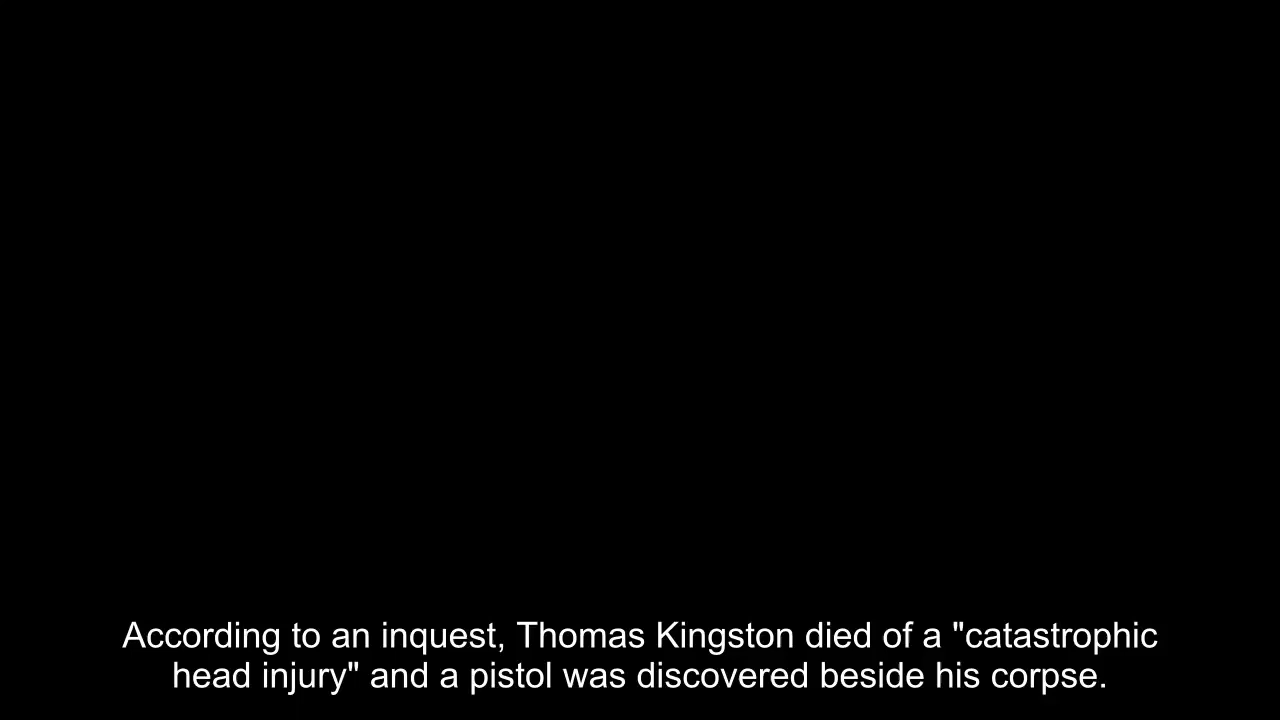 According to an inquest, Thomas Kingston died of a "catastrophic
head injury" and a pistol was discovered beside his corpse.